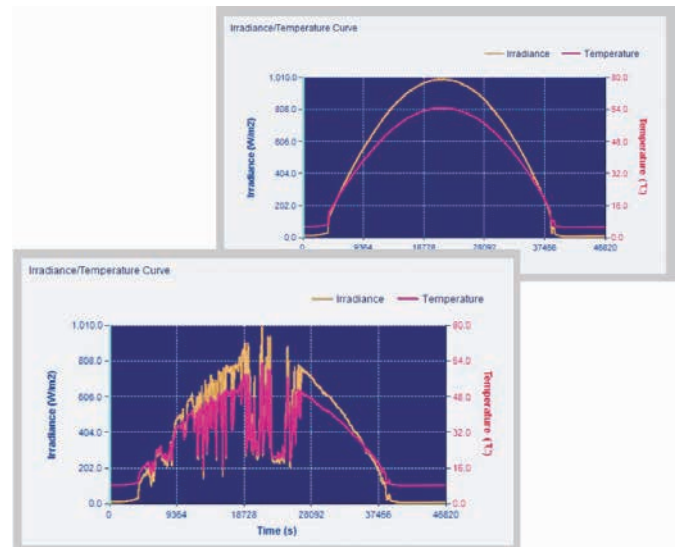 Irradiance/Temperature Curve
Irradiance Temperature
1,010.0 80.0
808.0 64.0
606.0 48.0
404.0 32.0
202.0 16.0
0.0 0.0
Irradiance (W/m2)
Temperature (℃)
0 9364 18728 28092 37456 46820
Irradiance/Temperature Curve
Irradiance Temperature
1,010.0 80.0
808.0 64.0
606.0 48.0
404.0 32.0
202.0 16.0
0.0 0.0
Irradiance (W/m2)
Temperature (℃)
0 9364 18728 28092 37456 46820
Time (s)